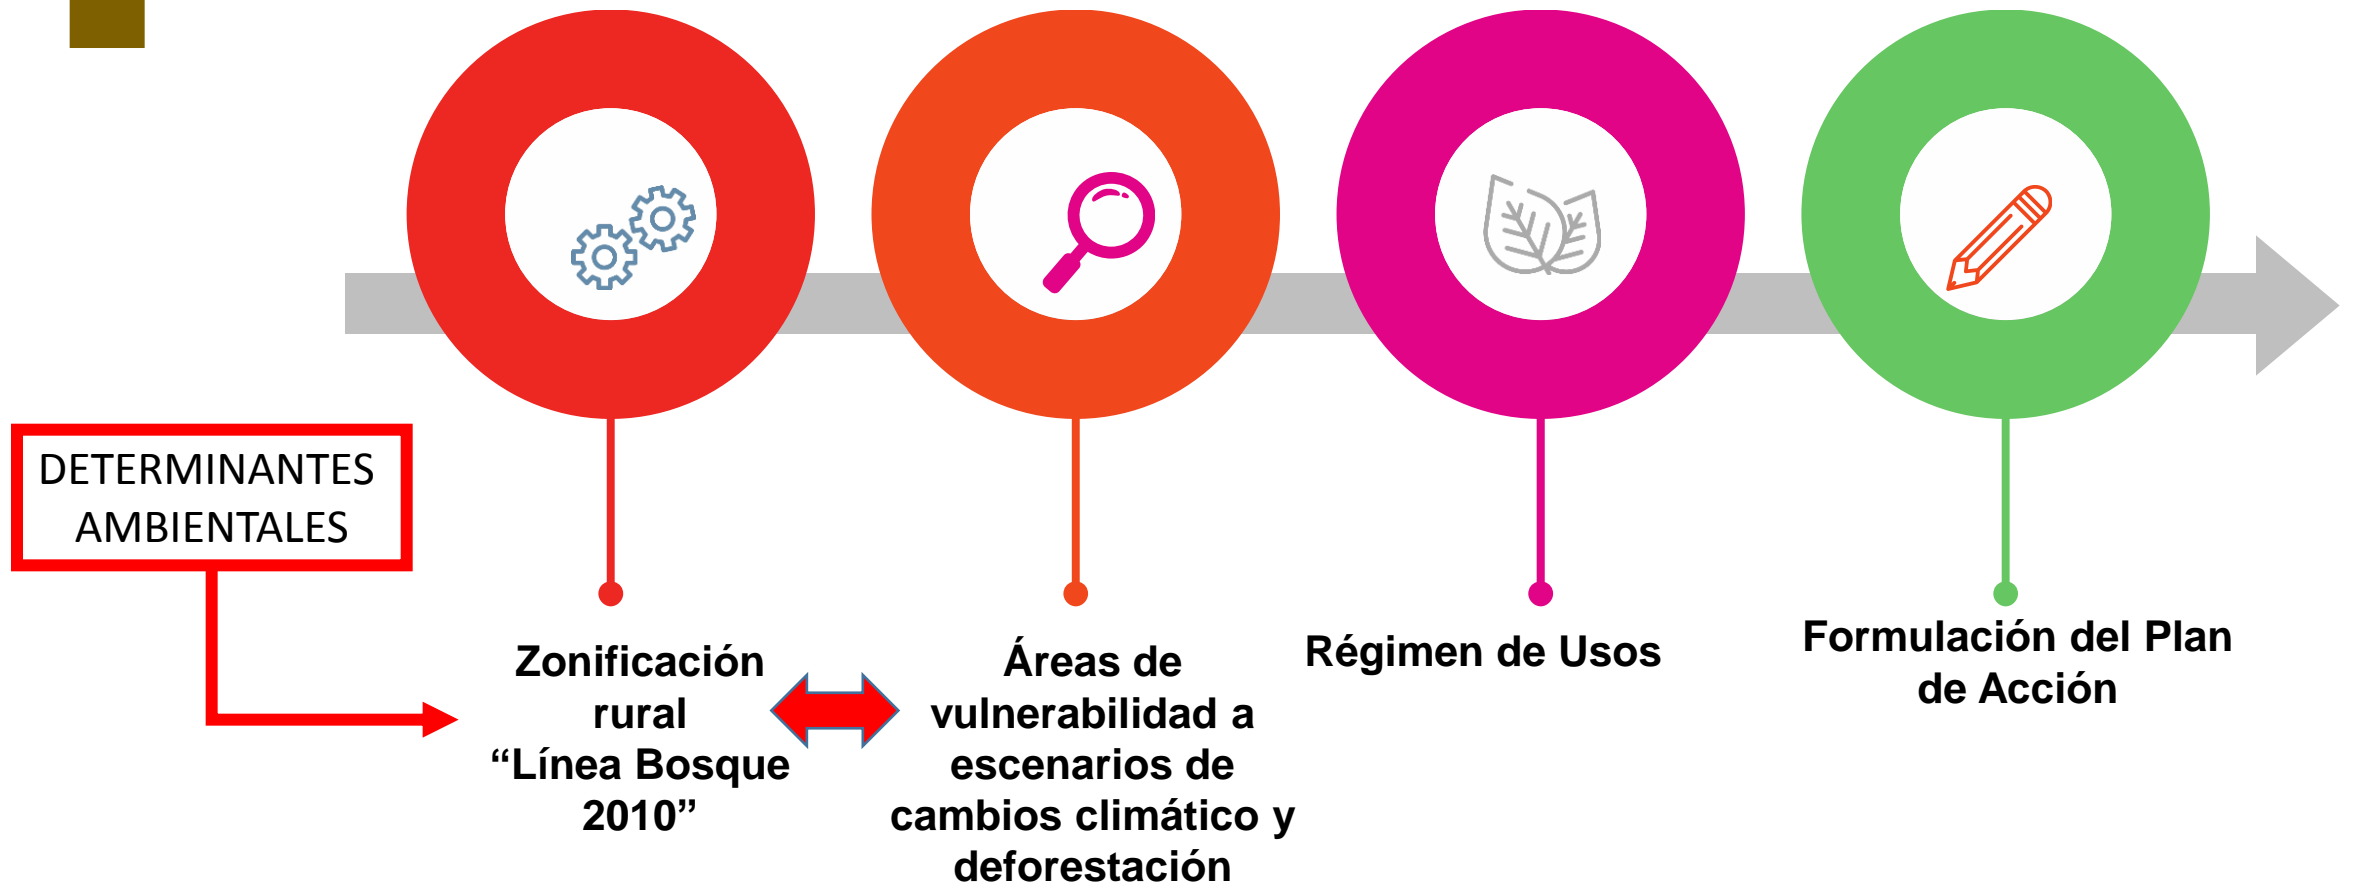 DETERMINANTES
AMBIENTALES
Zonificación
rural
“Línea Bosque
2010”
Áreas de
vulnerabilidad a
escenarios de
cambios climático y
deforestación
Régimen de Usos
Formulación del Plan
de Acción